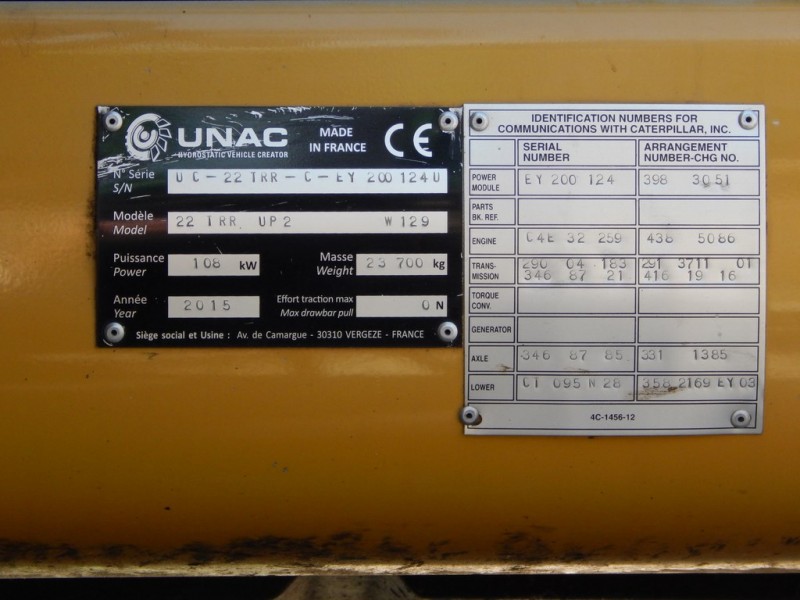 UNAC
HYDROSTATIC VEHICLE CREATOR
MADE
IN FRANCE
CE
N° Série
S/N
UC-22TRR-C-EY200124U
Modèle
Model
22 TRR UP2 W129
Puissance
Power
108 kW
Masse
Weight
23 700 kg
Année
Year
2015
Effort traction max
Max drawbar pull
0 N
Siège social et Usine : Av. de Camargue - 30310 VERGEZE - FRANCE
IDENTIFICATION NUMBERS FOR
COMMUNICATIONS WITH CATERPILLAR, INC.
SERIAL
NUMBER
ARRANGEMENT
NUMBER-CHG NO.
POWER
MODULE
EY 200 124
398 3051
PARTS
BK. REF.
ENGINE
C4E 32 259
438 5086
TRANS-
MISSION
290 04 183
346 87 21
291 3711 01
416 19 16
TORQUE
CONV.
GENERATOR
AXLE
346 87 85
331 1385
LOWER
CT 095 N 28
358 2169 EY 03
4C-1456-12